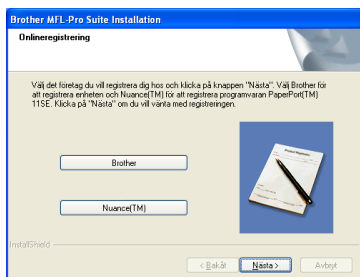 Brother MFL-Pro Suite Installation
Onlineregistrering
Välj det företag du vill registrera dig hos och klicka på knappen "Nästa". Välj Brother för
att registrera enheten och Nuance(TM) för att registrera programvaran PaperPort(TM)
11SE. Klicka på "Nästa" om du vill vänta med registreringen.
Brother
Nuance(TM)
InstallShield
< Bakåt
Nästa >
Avbryt